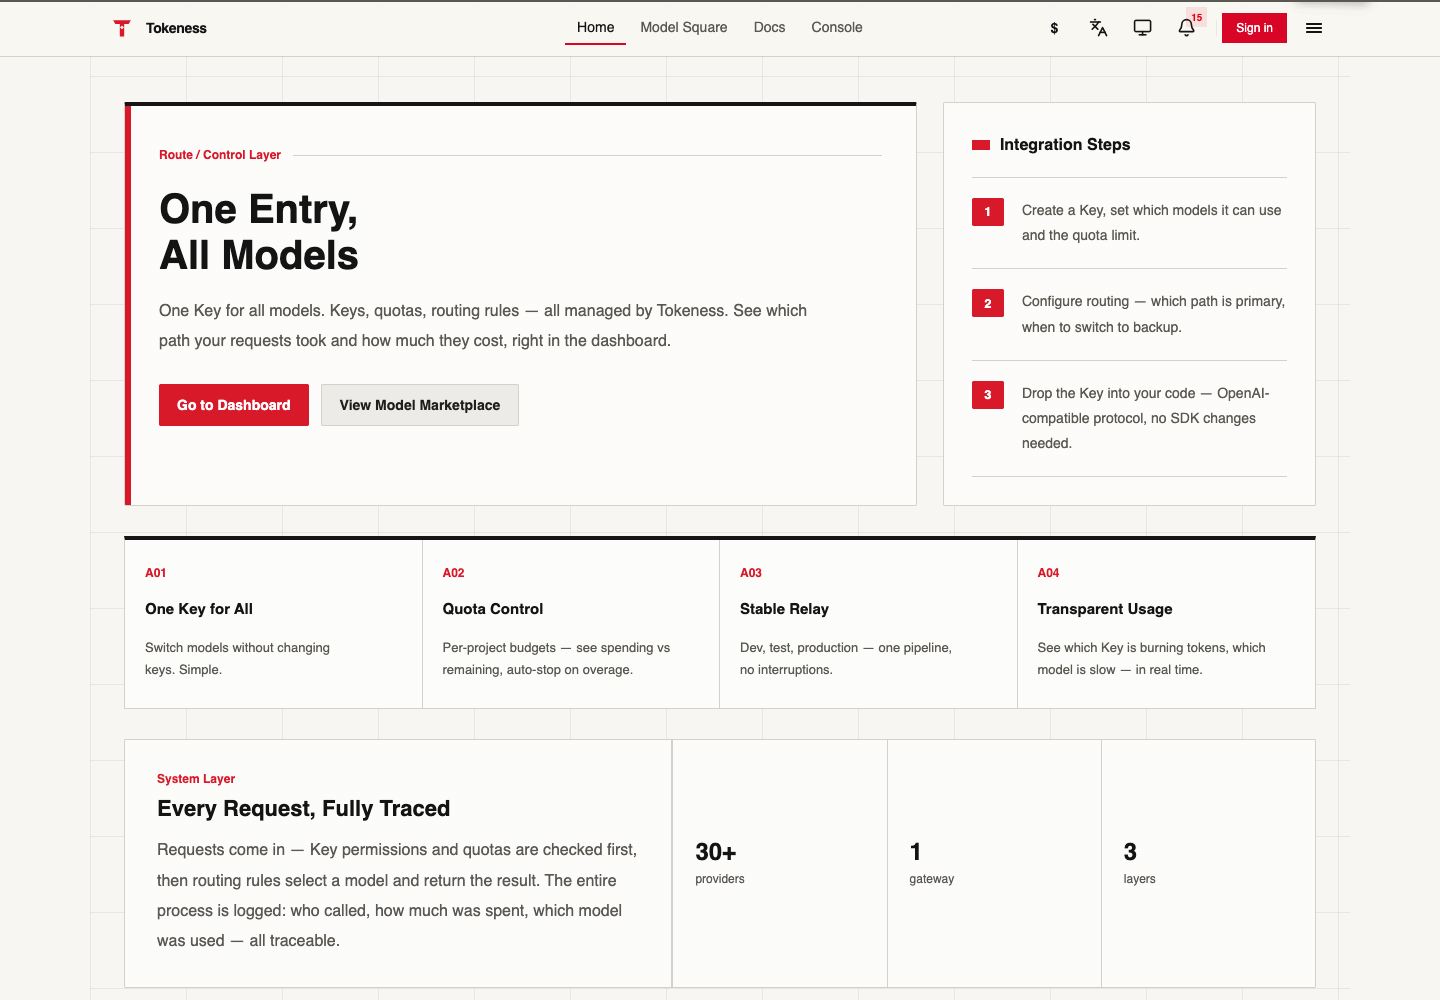 Tokeness
Home
Model Square
Docs
Console
$
15
Sign in
Route / Control Layer
One Entry,
All Models
One Key for all models. Keys, quotas, routing rules — all managed by Tokeness. See which
path your requests took and how much they cost, right in the dashboard.
Go to Dashboard
View Model Marketplace
Integration Steps
1
Create a Key, set which models it can use
and the quota limit.
2
Configure routing — which path is primary,
when to switch to backup.
3
Drop the Key into your code — OpenAI-
compatible protocol, no SDK changes
needed.
A01
One Key for All
Switch models without changing
keys. Simple.
A02
Quota Control
Per-project budgets — see spending vs
remaining, auto-stop on overage.
A03
Stable Relay
Dev, test, production — one pipeline,
no interruptions.
A04
Transparent Usage
See which Key is burning tokens, which
model is slow — in real time.
System Layer
Every Request, Fully Traced
Requests come in — Key permissions and quotas are checked first,
then routing rules select a model and return the result. The entire
process is logged: who called, how much was spent, which model
was used — all traceable.
30+
providers
1
gateway
3
layers